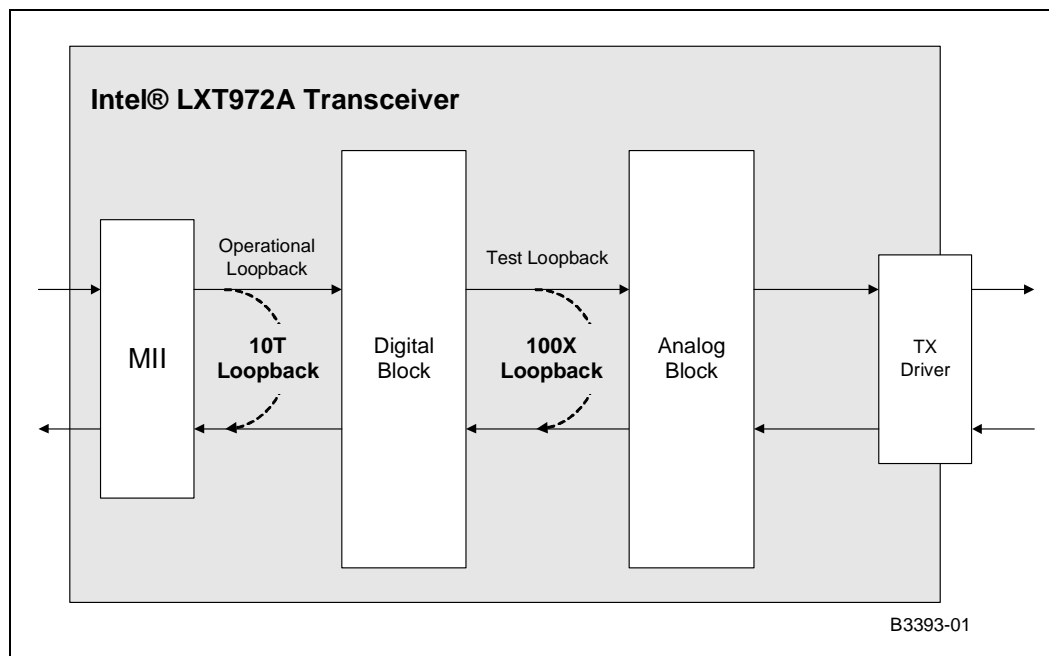 Intel® LXT972A Transceiver
Operational
Loopback
Test Loopback
MII
10T
Loopback
Digital
Block
100X
Loopback
Analog
Block
TX
Driver
B3393-01